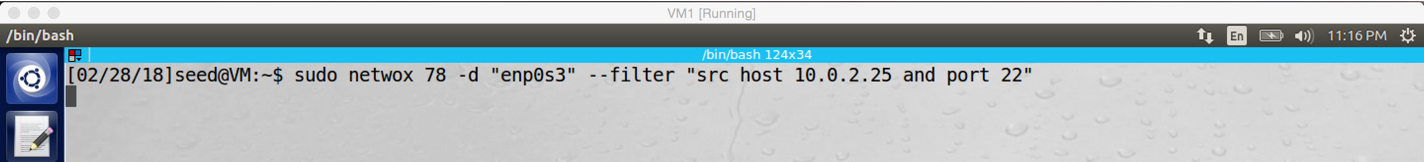 VM1 [Running]
/bin/bash En 11:16 PM
/bin/bash 124x34
[02/28/18]seed@VM:~$ sudo netwox 78 -d "enp0s3" --filter "src host 10.0.2.25 and port 22"